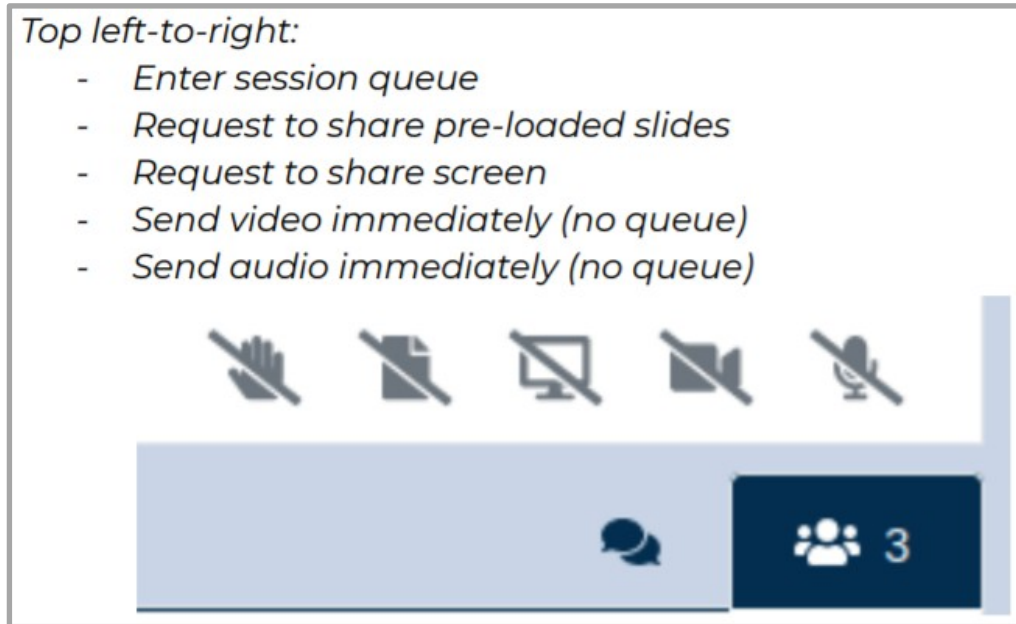 Top left-to-right:
- Enter session queue
- Request to share pre-loaded slides
- Request to share screen
- Send video immediately (no queue)
- Send audio immediately (no queue)
3